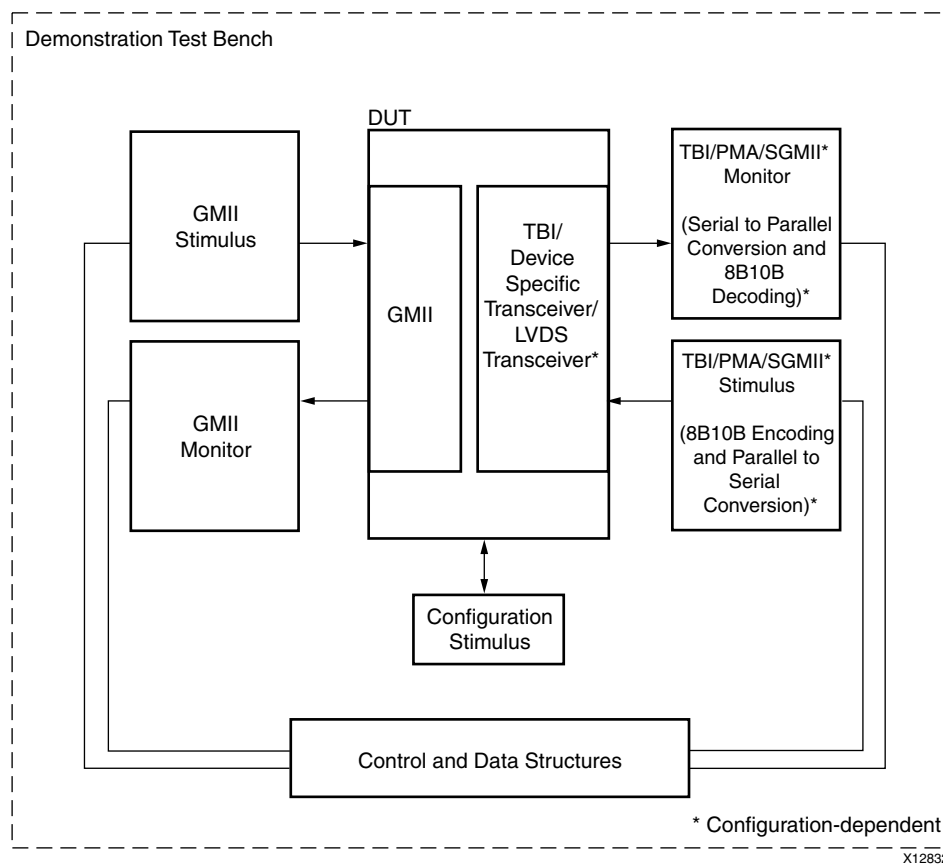 Demonstration Test Bench
DUT
GMII
Stimulus
GMII
Monitor
GMII
TBI/
Device
Specific
Transceiver/
LVDS
Transceiver*
TBI/PMA/SGMII*
Monitor
(Serial to Parallel
Conversion and
8B10B
Decoding)*
TBI/PMA/SGMII*
Stimulus
(8B10B Encoding
and Parallel to
Serial
Conversion)*
Configuration
Stimulus
Control and Data Structures
* Configuration-dependent